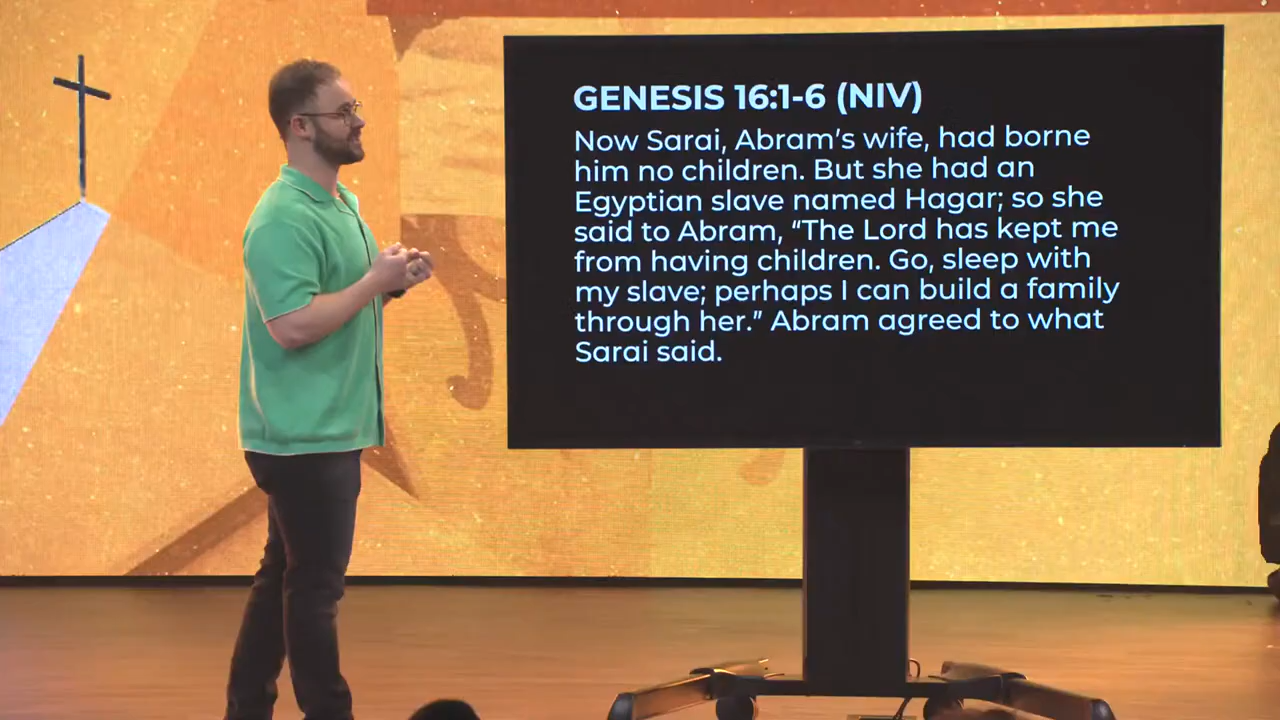 GENESIS 16:1-6 (NIV)
Now Sarai, Abram’s wife, had borne
him no children. But she had an
Egyptian slave named Hagar; so she
said to Abram, “The Lord has kept me
from having children. Go, sleep with
my slave; perhaps I can build a family
through her.” Abram agreed to what
Sarai said.